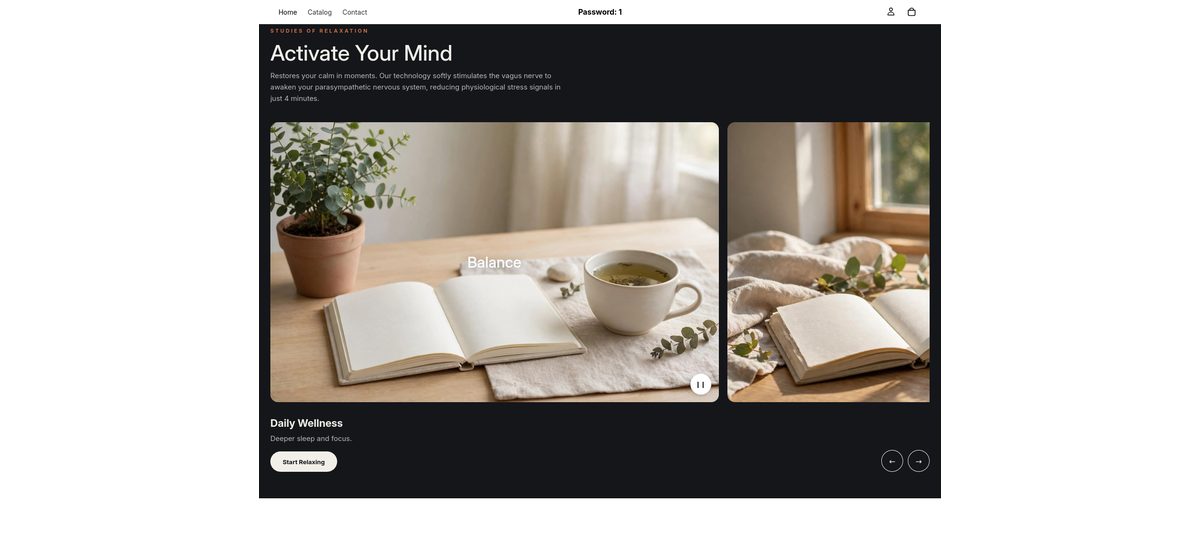 Home Catalog Contact
Password: 1
STUDIES OF RELAXATION
Activate Your Mind
Restores your calm in moments. Our technology softly stimulates the vagus nerve to
awaken your parasympathetic nervous system, reducing physiological stress signals in
just 4 minutes.
Balance
Daily Wellness
Deeper sleep and focus.
Start Relaxing